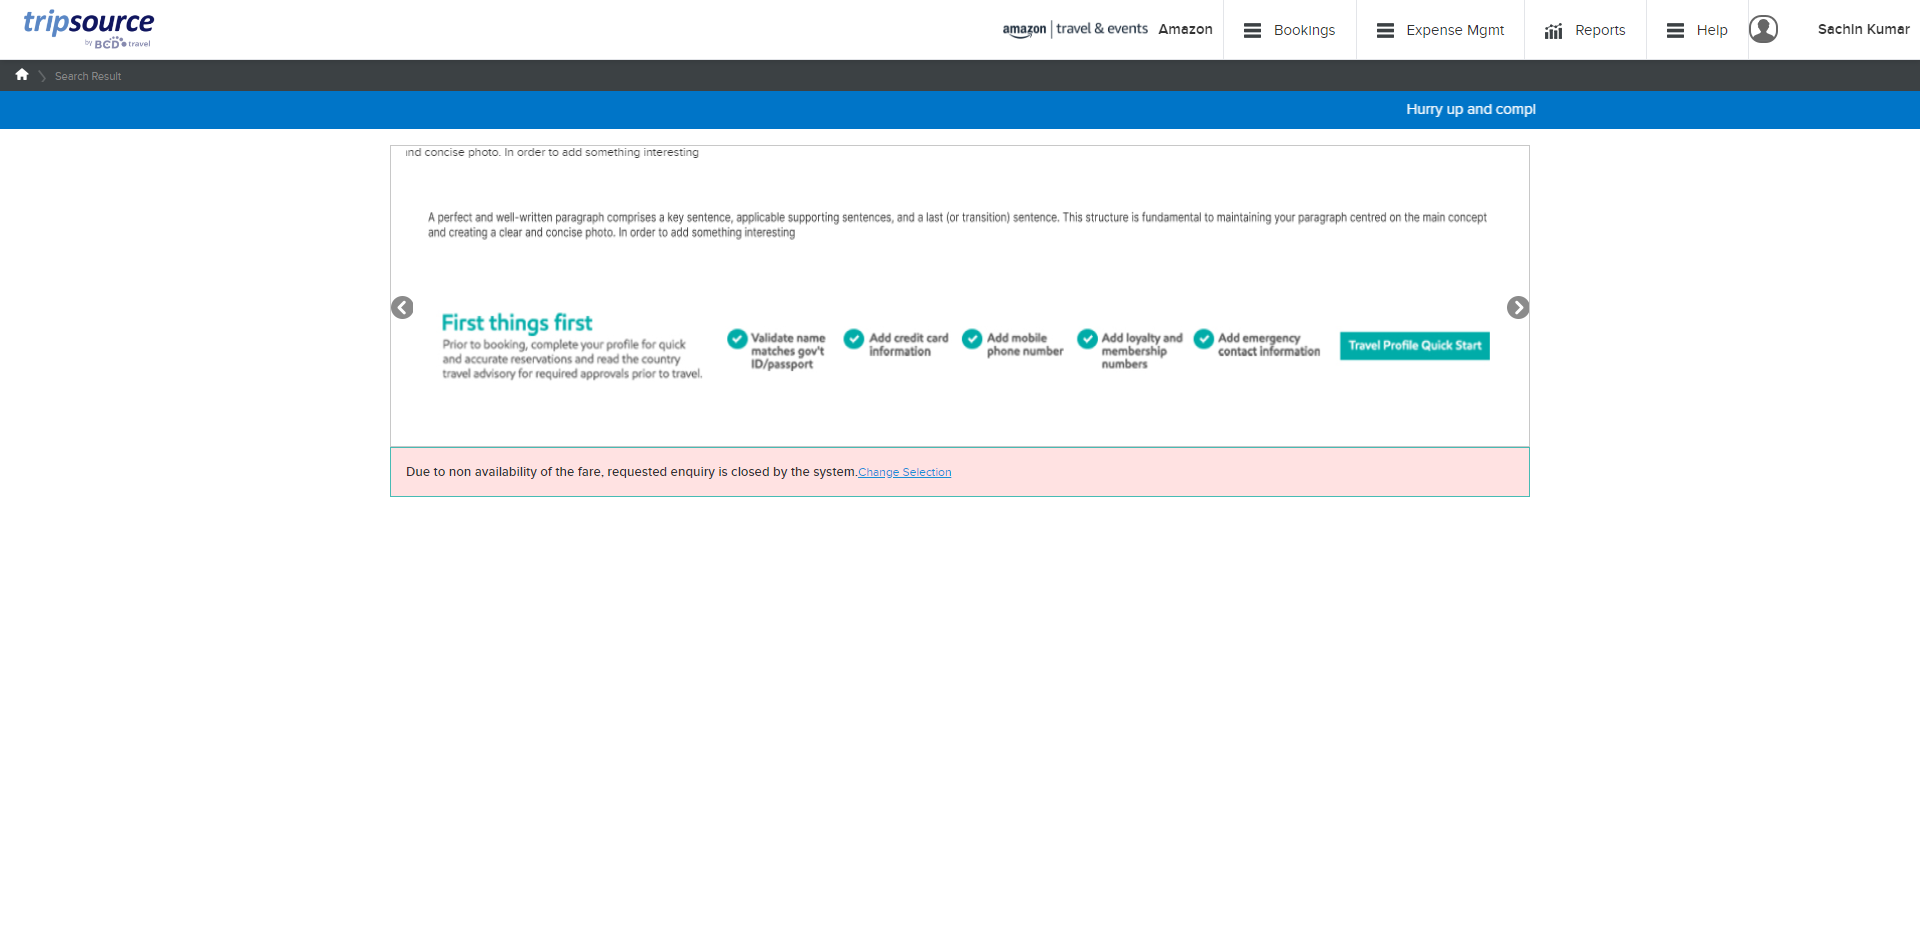 tripsource
by BCD travel
amazon | travel & events Amazon
Bookings
Expense Mgmt
Reports
Help
Sachin Kumar
Search Result
Hurry up and compl
and concise photo. In order to add something interesting
A perfect and well-written paragraph comprises a key sentence, applicable supporting sentences, and a last (or transition) sentence. This structure is fundamental to maintaining your paragraph centred on the main concept
and creating a clear and concise photo. In order to add something interesting
First things first
Prior to booking, complete your profile for quick
and accurate reservations and read the country
travel advisory for required approvals prior to travel.
Validate name
matches gov't
ID/passport
Add credit card
information
Add mobile
phone number
Add loyalty and
membership
numbers
Add emergency
contact information
Travel Profile Quick Start
Due to non availability of the fare, requested enquiry is closed by the system.Change Selection